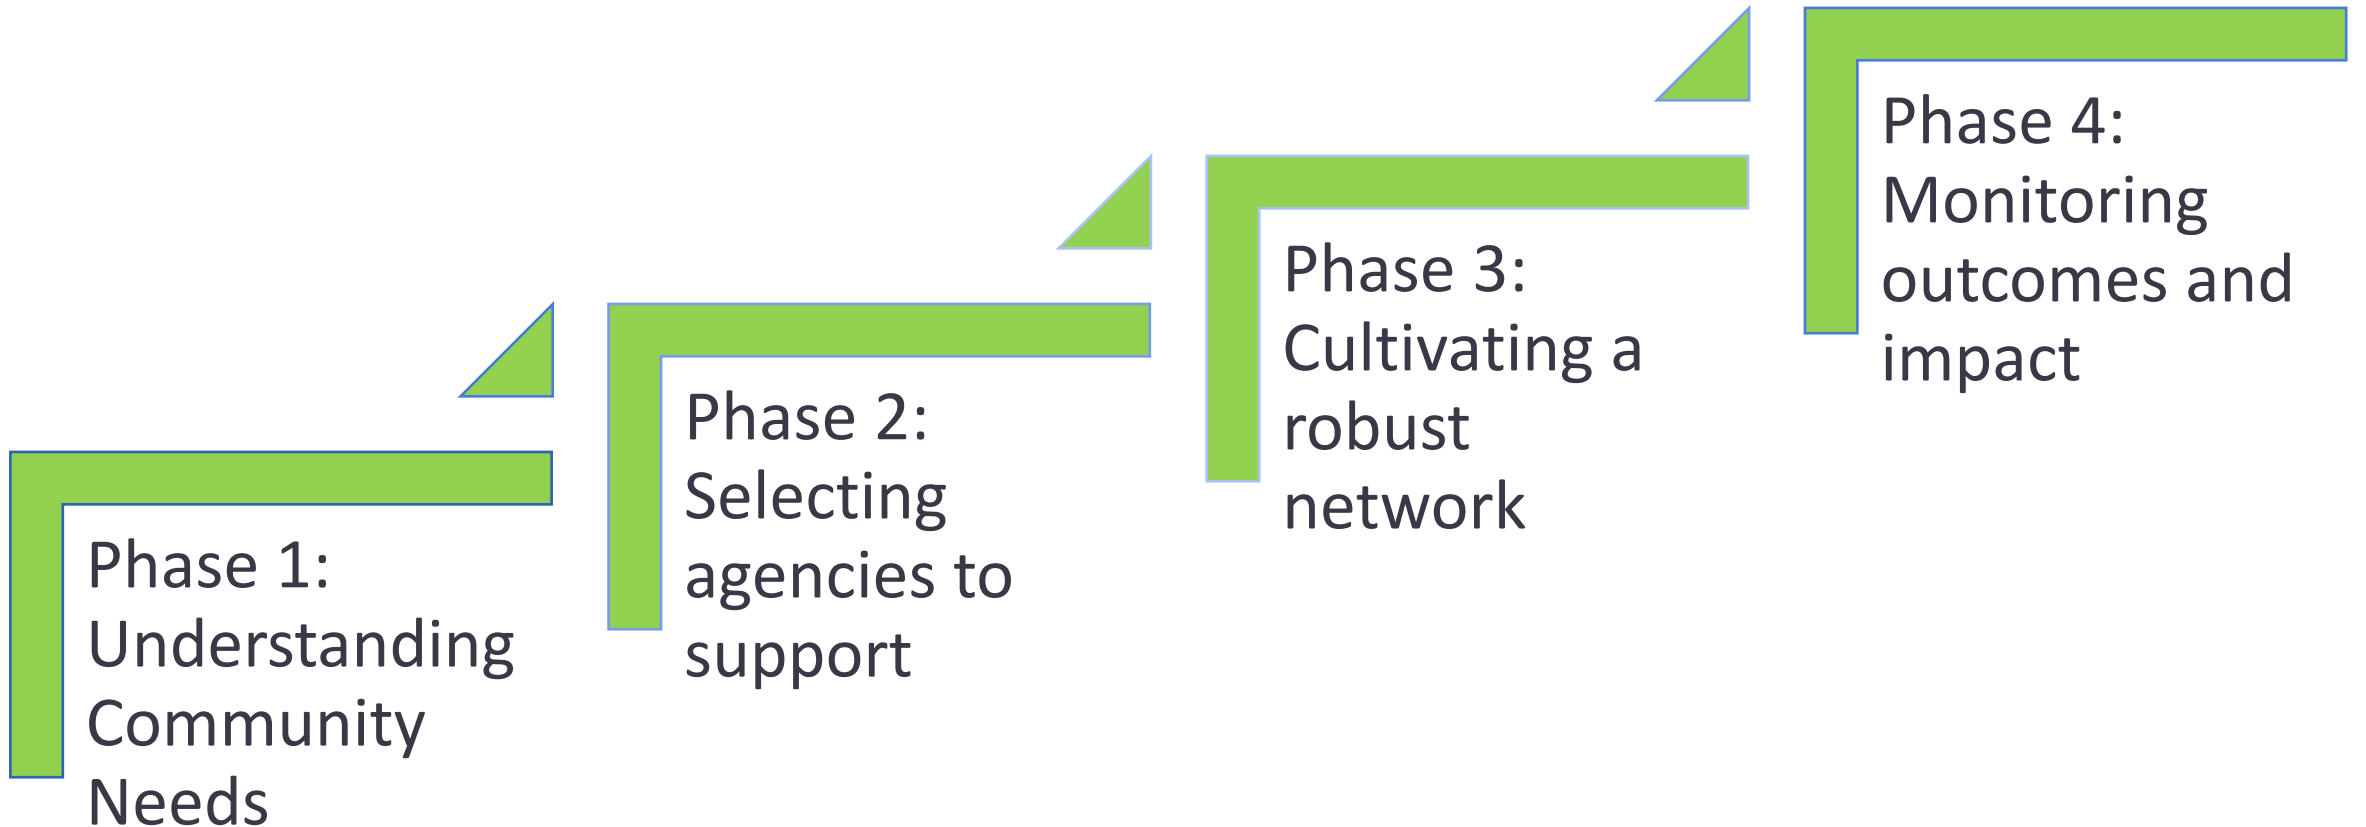 Phase 1:
Understanding
Community
Needs
Phase 2:
Selecting
agencies to
support
Phase 3:
Cultivating a
robust
network
Phase 4:
Monitoring
outcomes and
impact